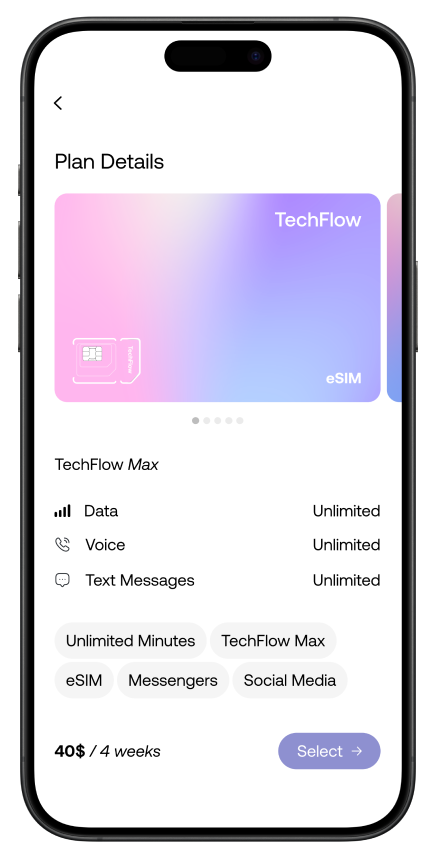 Plan Details
TechFlow
TechFlow
eSIM
TechFlow Max
Data Unlimited
Voice Unlimited
Text Messages Unlimited
Unlimited Minutes TechFlow Max
eSIM Messengers Social Media
40$ / 4 weeks Select →